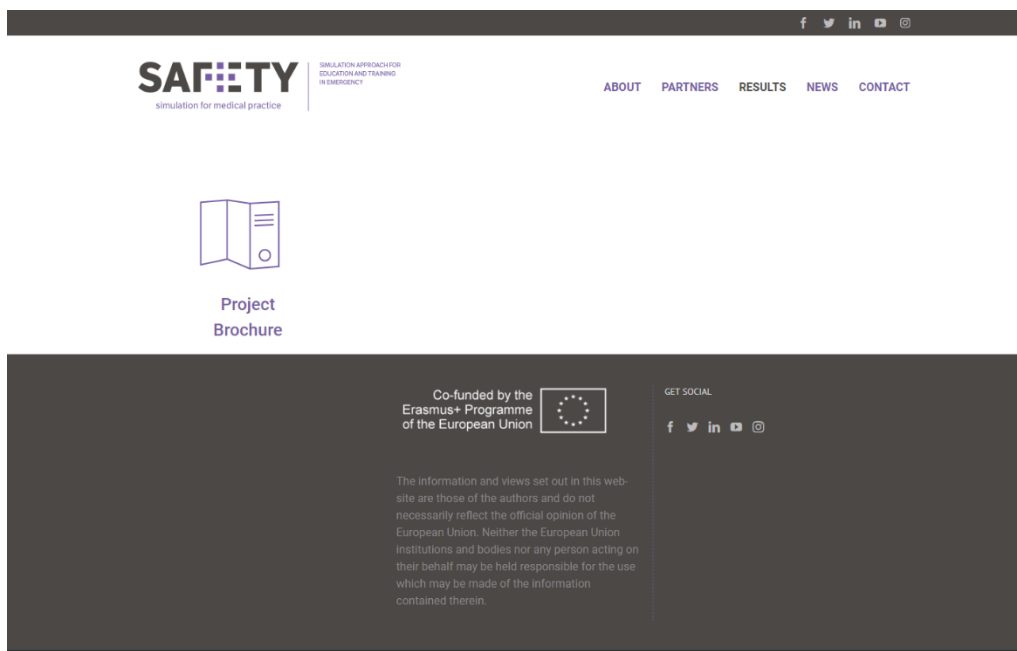 SAFETY
simulation for medical practice
SIMULATION APPROACH FOR
EDUCATION AND TRAINING
IN EMERGENCY
ABOUT PARTNERS RESULTS NEWS CONTACT
Project
Brochure
Co-funded by the
Erasmus+ Programme
of the European Union
The information and views set out in this web-
site are those of the authors and do not
necessarily reflect the official opinion of the
European Union. Neither the European Union
institutions and bodies nor any person acting on
their behalf may be held responsible for the use
which may be made of the information
contained therein.
GET SOCIAL